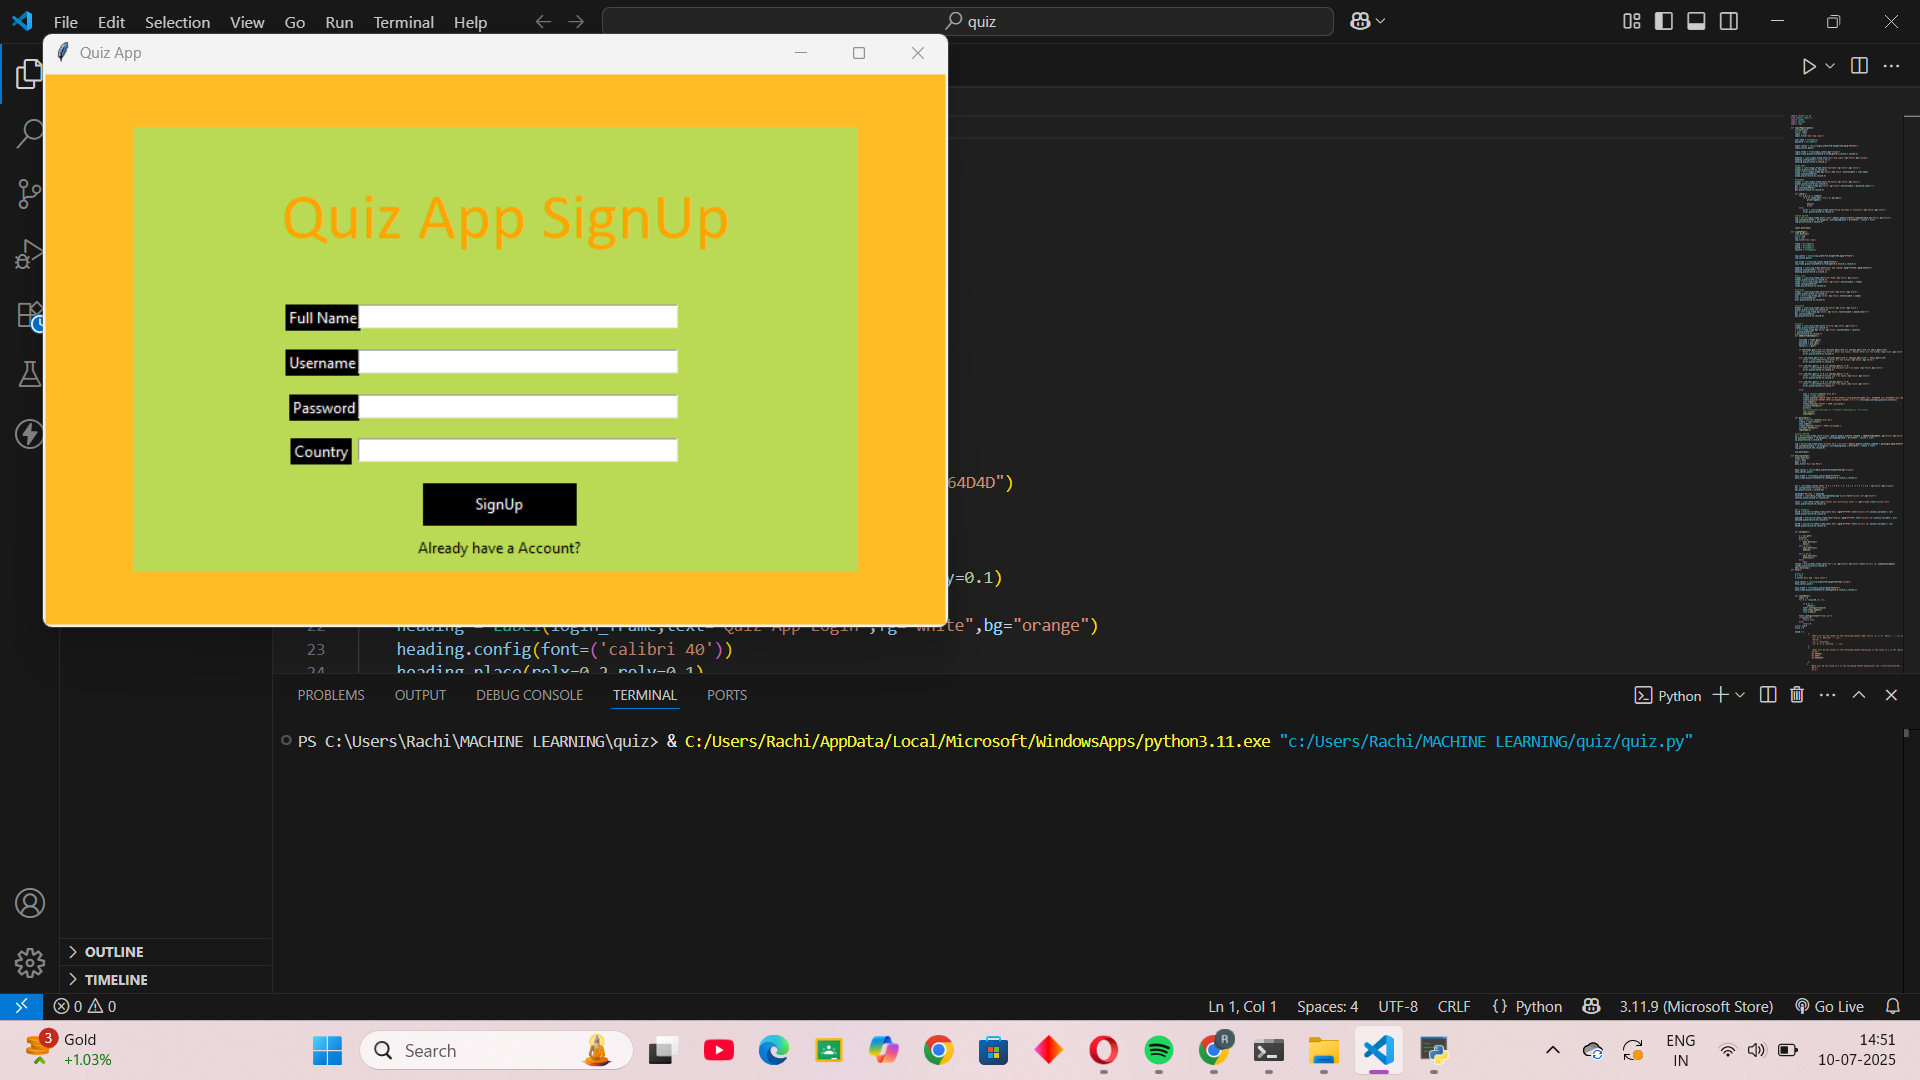 File Edit Selection View Go Run Terminal Help
quiz
Quiz App
Quiz App SignUp
Full Name
Username
Password
Country
SignUp
Already have a Account?
64D4D")
y=0.1)
22 heading = Label(login_frame,text="Quiz App Login",fg="white",bg="orange")
23 heading.config(font=('calibri 40'))
24 heading.place(relx=0.2,rely=0.1)
PROBLEMS OUTPUT DEBUG CONSOLE TERMINAL PORTS
Python
PS C:\Users\Rachi\MACHINE LEARNING\quiz> & C:/Users/Rachi/AppData/Local/Microsoft/WindowsApps/python3.11.exe "c:/Users/Rachi/MACHINE LEARNING/quiz/quiz.py"
OUTLINE
TIMELINE
0 0
Ln 1, Col 1 Spaces: 4 UTF-8 CRLF {} Python 3.11.9 (Microsoft Store) Go Live
3
Gold
+1.03%
Search
R
ENG
IN
14:51
10-07-2025